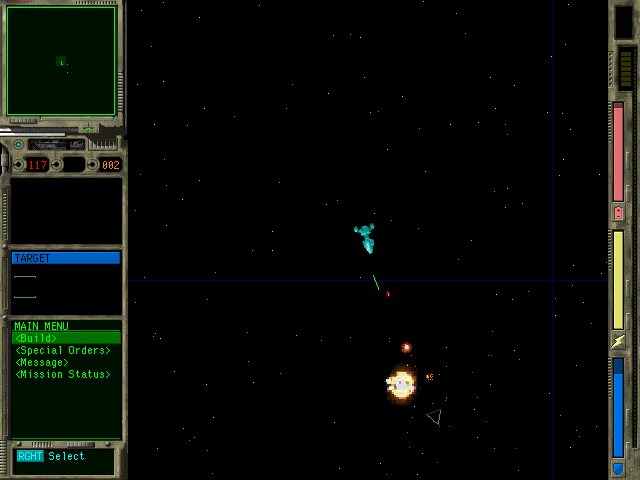 117 002
TARGET
MAIN MENU
<Build>
<Special Orders>
<Message>
<Mission Status>
RGHT Select